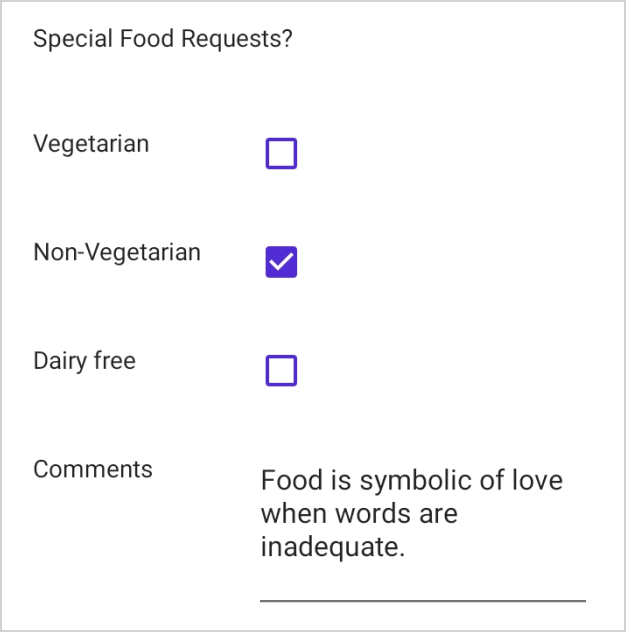 Special Food Requests?
Vegetarian
Non-Vegetarian
Dairy free
Comments
Food is symbolic of love
when words are
inadequate.